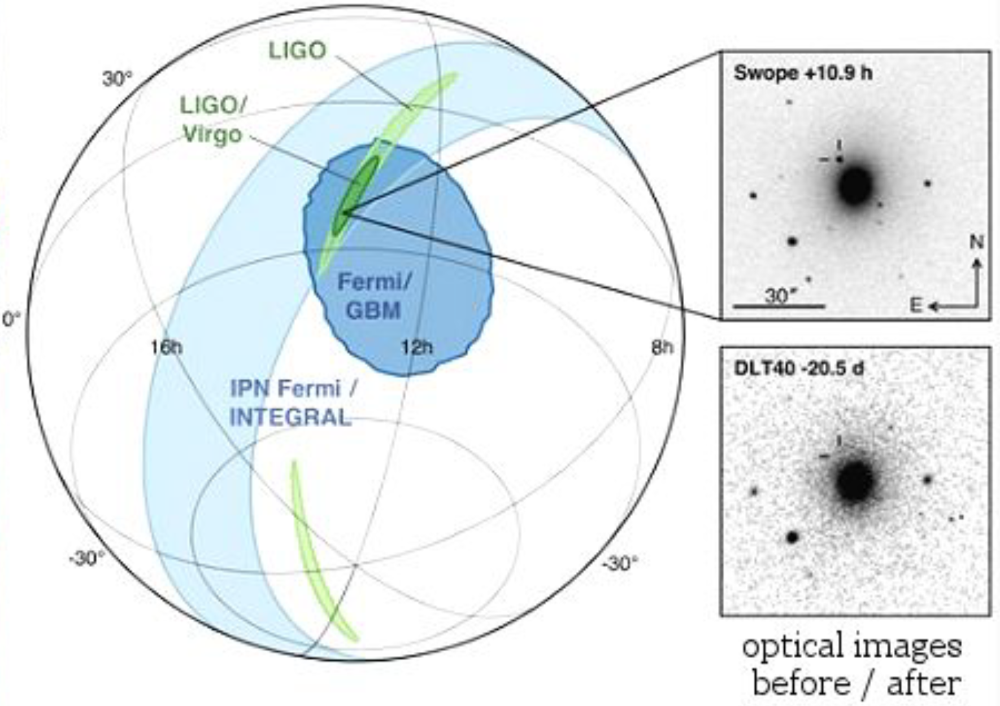 LIGO
30°
LIGO/
Virgo
Fermi/
GBM
0°
16h
12h
8h
IPN Fermi /
INTEGRAL
-30°
-30°
Swope +10.9 h
N
30"
E
DLT40 -20.5 d
optical images
before / after